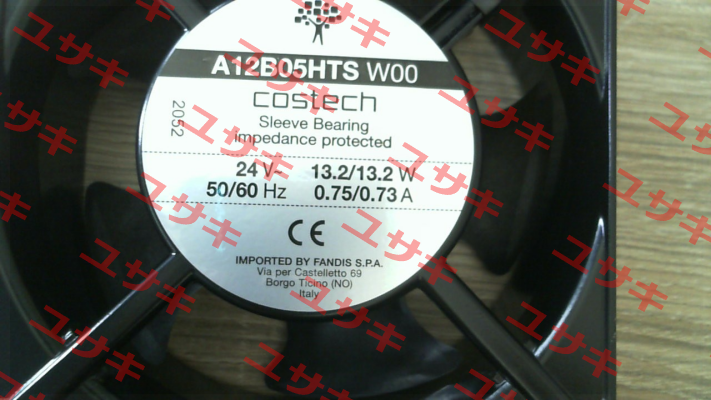 A12B05HTS W00
costech
2052
Sleeve Bearing
impedance protected
24 V~ 13.2/13.2 W
50/60 Hz 0.75/0.73 A
CE
IMPORTED BY FANDIS S.P.A.
Via per Castelletto 69
Borgo Ticino (NO)
Italy
ユサキ